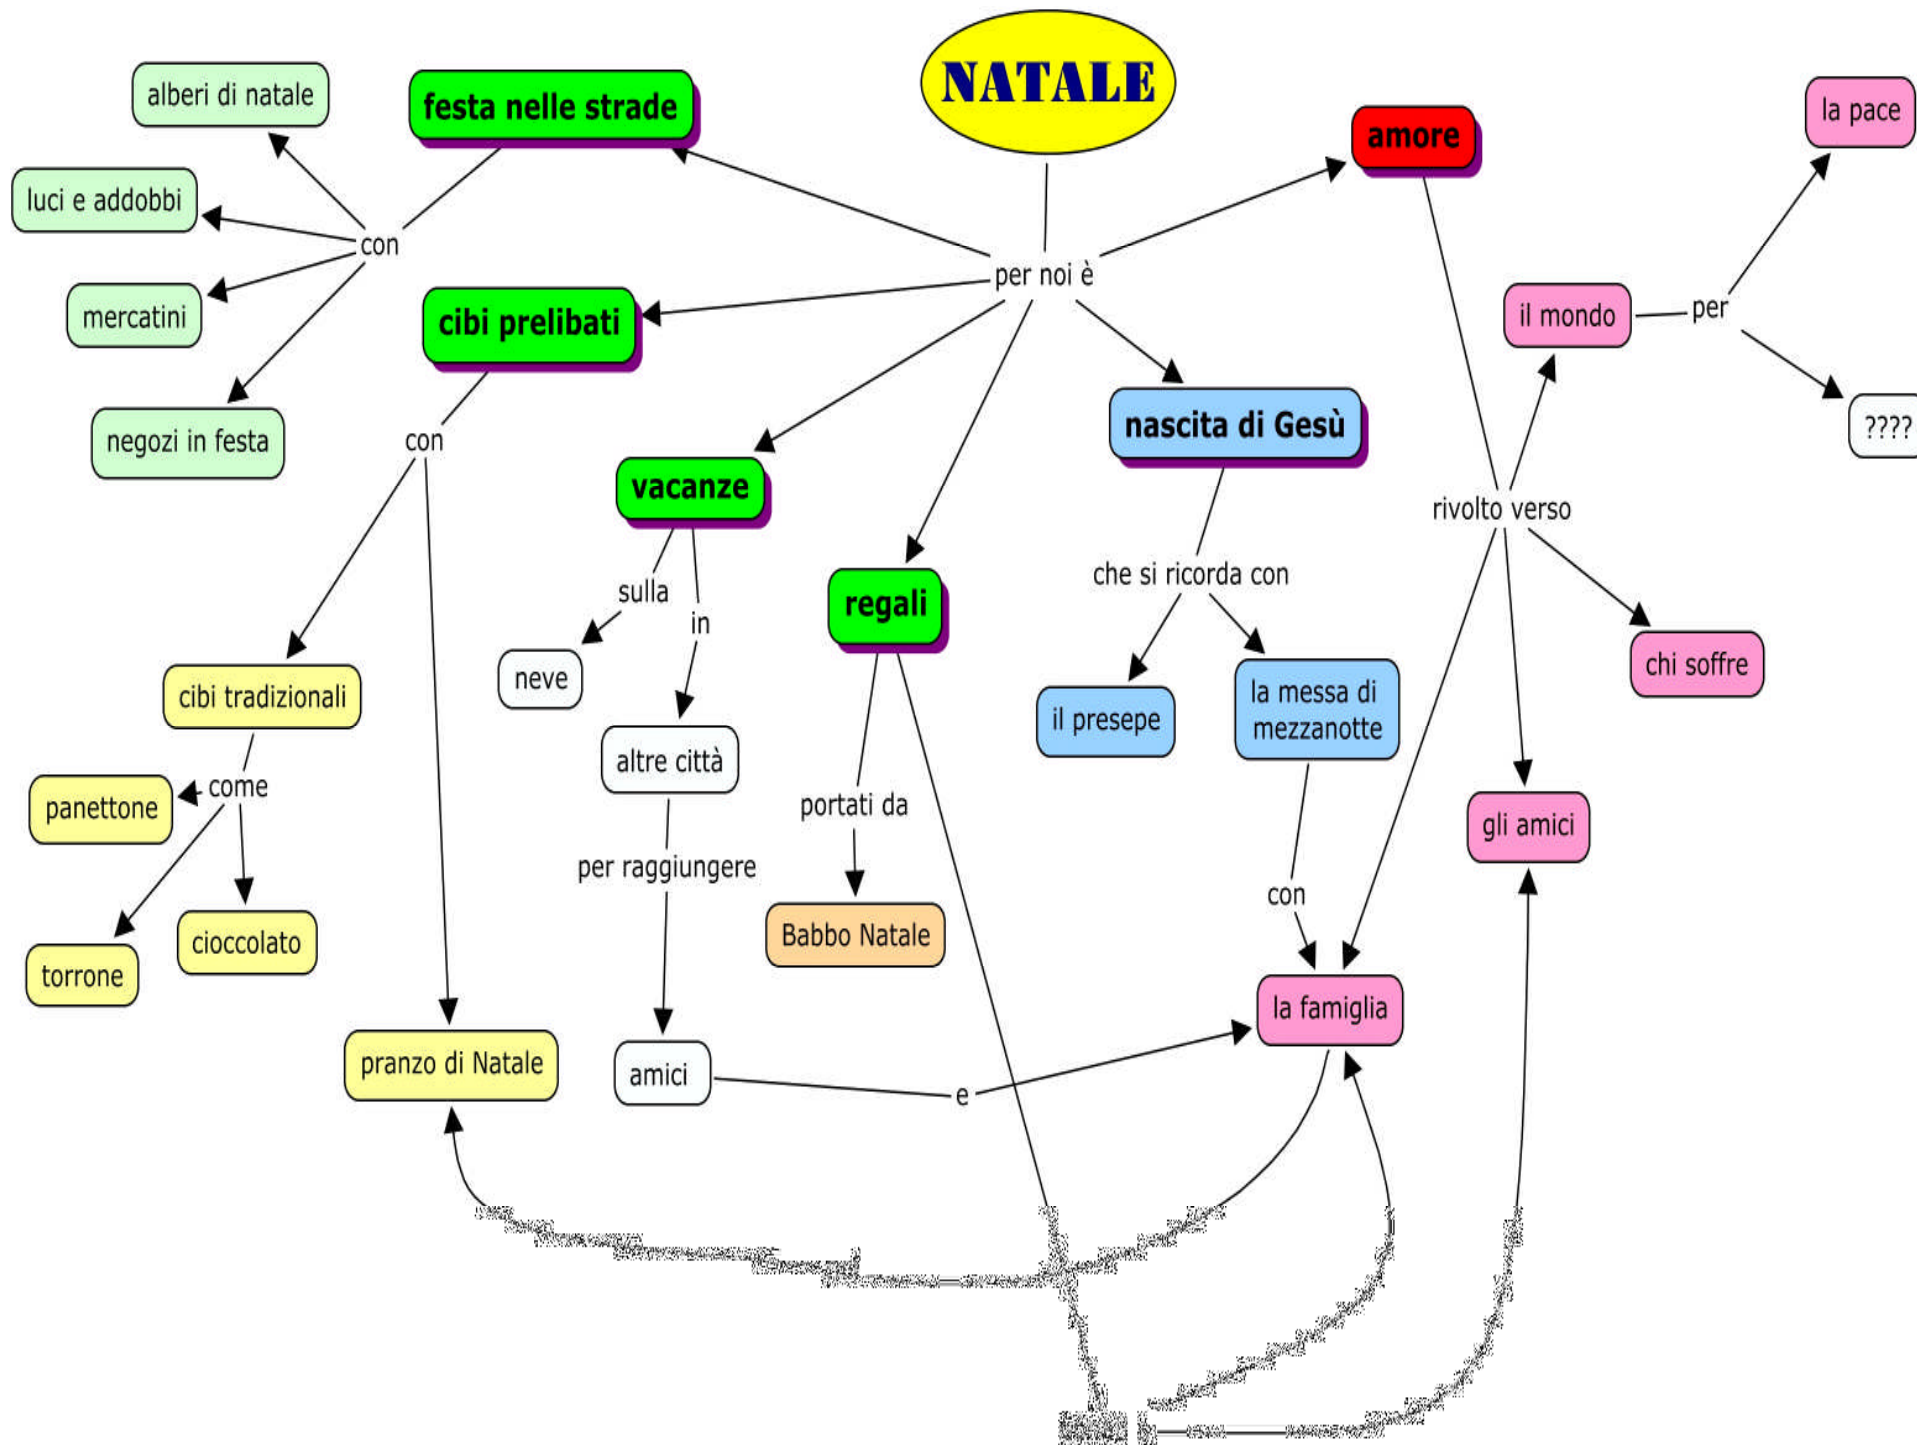 NATALE
per noi è
festa nelle strade
con
alberi di natale
luci e addobbi
mercatini
negozi in festa
cibi prelibati
con
cibi tradizionali
come
panettone
torrone
cioccolato
pranzo di Natale
vacanze
sulla
neve
in
altre città
per raggiungere
amici
e
regali
portati da
Babbo Natale
nascita di Gesù
che si ricorda con
il presepe
la messa di
mezzanotte
con
la famiglia
amore
rivolto verso
il mondo
per
la pace
????
chi soffre
gli amici